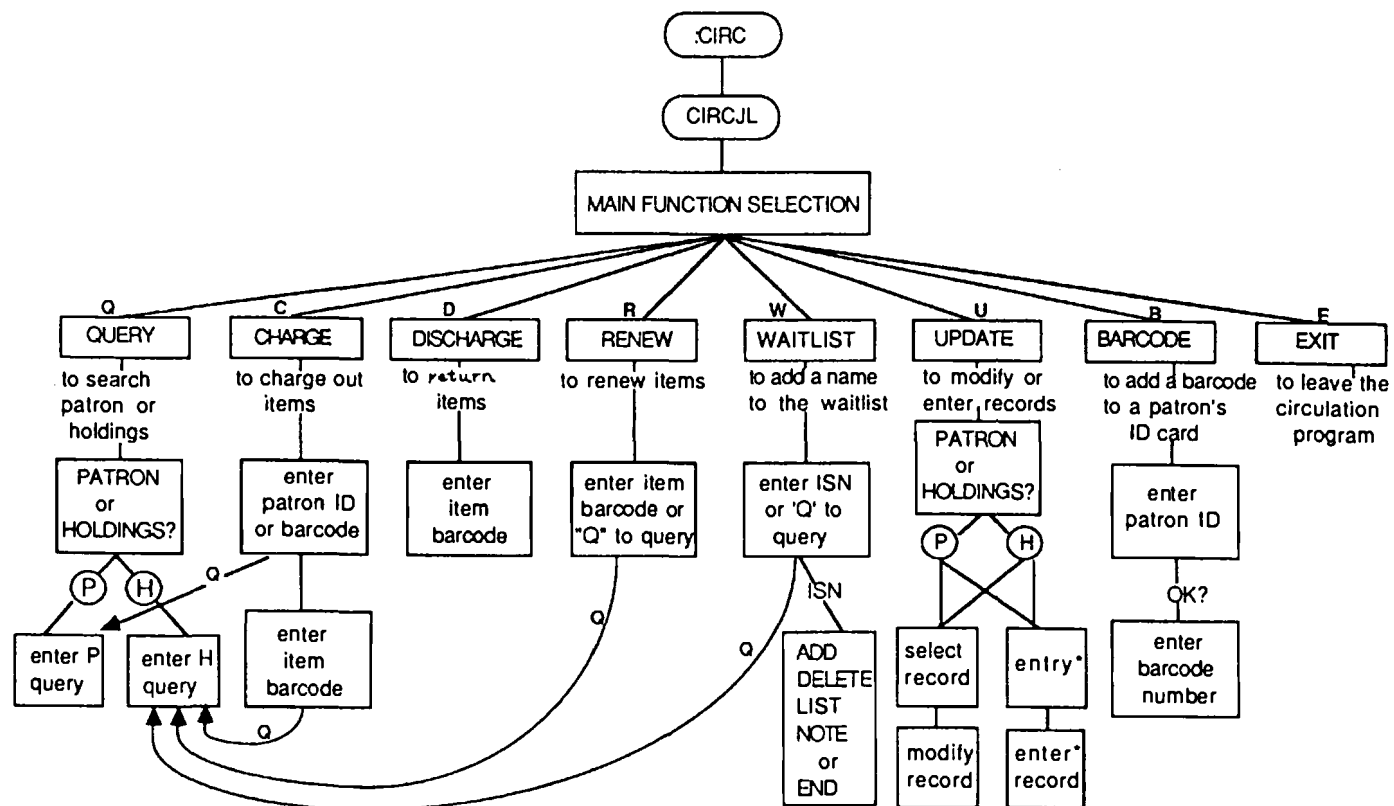 :CIRC
CIRCJL
MAIN FUNCTION SELECTION
Q
QUERY
to search
patron or
holdings
PATRON
or
HOLDINGS?
P
H
enter P
query
enter H
query
C
CHARGE
to charge out
items
enter
patron ID
or barcode
Q
enter
item
barcode
Q
D
DISCHARGE
to return
items
enter
item
barcode
R
RENEW
to renew items
enter item
barcode or
"Q" to query
Q
W
WAITLIST
to add a name
to the waitlist
enter ISN
or 'Q' to
query
Q
ISN
ADD
DELETE
LIST
NOTE
or
END
U
UPDATE
to modify or
enter records
PATRON
or
HOLDINGS?
P
H
select
record
modify
record
entry*
enter*
record
B
BARCODE
to add a barcode
to a patron's
ID card
enter
patron ID
OK?
enter
barcode
number
E
EXIT
to leave the
circulation
program